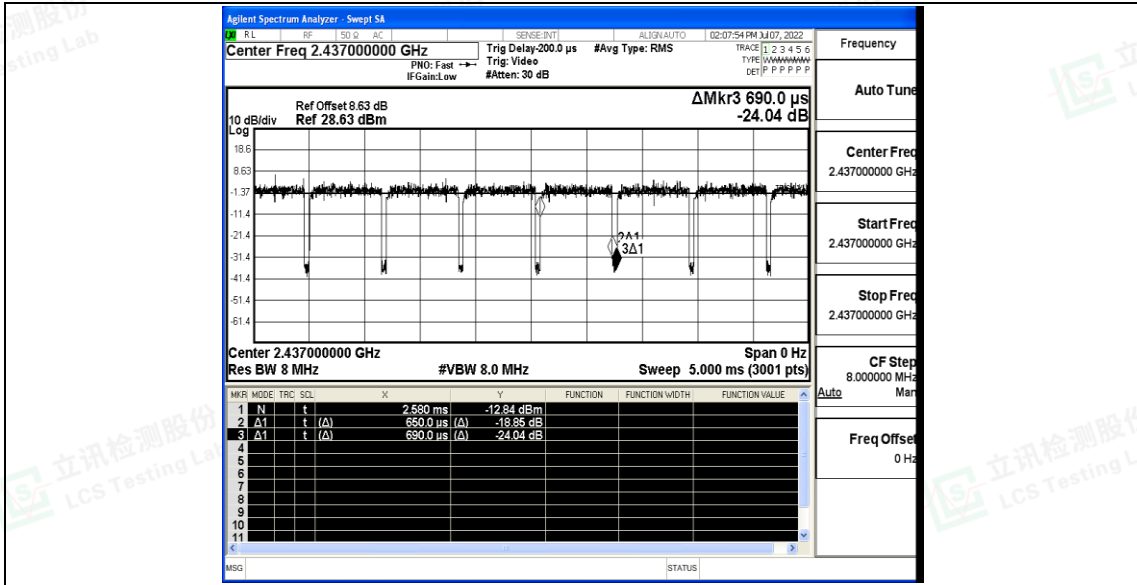 Agilent Spectrum Analyzer - Swept SA
LXI RL RF 50 Ω AC SENSE:INT ALIGNAUTO 02:07:54 PM Jul 07, 2022
Center Freq 2.437000000 GHz Trig Delay-200.0 µs #Avg Type: RMS TRACE 1 2 3 4 5 6
PNO: Fast Trig: Video TYPE
IFGain:Low #Atten: 30 dB DET P P P P P P
Frequency
Auto Tune
Center Freq
2.437000000 GHz
Start Freq
2.437000000 GHz
Stop Freq
2.437000000 GHz
CF Step
8.000000 MHz
Auto Man
Freq Offset
0 Hz
ΔMkr3 690.0 µs
-24.04 dB
Ref Offset 8.63 dB
10 dB/div Ref 28.63 dBm
Log
18.6
8.63
-1.37
-11.4
-21.4
-31.4
-41.4
-51.4
-61.4
2Δ1
3Δ1
Center 2.437000000 GHz Span 0 Hz
Res BW 8 MHz #VBW 8.0 MHz Sweep 5.000 ms (3001 pts)
MKR MODE TRC SCL X Y FUNCTION FUNCTION WIDTH FUNCTION VALUE
1 N t 2.580 ms -12.84 dBm
2 Δ1 t (Δ) 650.0 µs (Δ) -18.85 dB
3 Δ1 t (Δ) 690.0 µs (Δ) -24.04 dB
4
5
6
7
8
9
10
11
MSG STATUS
立讯检测股份
LCS Testing Lab
立讯检测股份
LCS Testing L